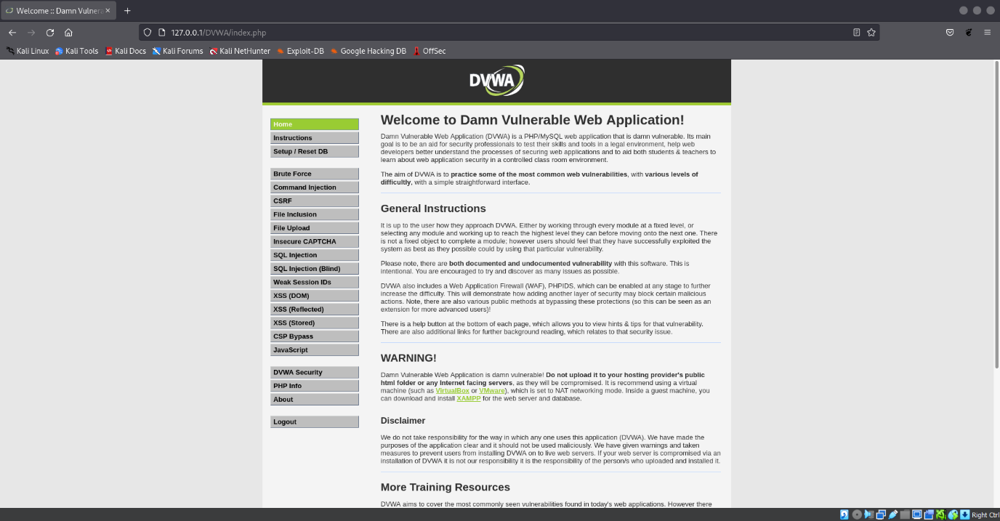 Welcome :: Damn Vulnera
127.0.0.1/DVWA/index.php
Kali Linux Kali Tools Kali Docs Kali Forums Kali NetHunter Exploit-DB Google Hacking DB OffSec
DVWA
Home
Instructions
Setup / Reset DB
Brute Force
Command Injection
CSRF
File Inclusion
File Upload
Insecure CAPTCHA
SQL Injection
SQL Injection (Blind)
Weak Session IDs
XSS (DOM)
XSS (Reflected)
XSS (Stored)
CSP Bypass
JavaScript
DVWA Security
PHP Info
About
Logout
Welcome to Damn Vulnerable Web Application!
Damn Vulnerable Web Application (DVWA) is a PHP/MySQL web application that is damn vulnerable. Its main
goal is to be an aid for security professionals to test their skills and tools in a legal environment, help web
developers better understand the processes of securing web applications and to aid both students & teachers to
learn about web application security in a controlled class room environment.
The aim of DVWA is to practice some of the most common web vulnerabilities, with various levels of
difficultly, with a simple straightforward interface.
General Instructions
It is up to the user how they approach DVWA. Either by working through every module at a fixed level, or
selecting any module and working up to reach the highest level they can before moving onto the next one. There
is not a fixed object to complete a module; however users should feel that they have successfully exploited the
system as best as they possible could by using that particular vulnerability.
Please note, there are both documented and undocumented vulnerability with this software. This is
intentional. You are encouraged to try and discover as many issues as possible.
DVWA also includes a Web Application Firewall (WAF), PHPIDS, which can be enabled at any stage to further
increase the difficulty. This will demonstrate how adding another layer of security may block certain malicious
actions. Note, there are also various public methods at bypassing these protections (so this can be seen as an
extension for more advanced users)!
There is a help button at the bottom of each page, which allows you to view hints & tips for that vulnerability.
There are also additional links for further background reading, which relates to that security issue.
WARNING!
Damn Vulnerable Web Application is damn vulnerable! Do not upload it to your hosting provider's public
html folder or any Internet facing servers, as they will be compromised. It is recommend using a virtual
machine (such as VirtualBox or VMware), which is set to NAT networking mode. Inside a guest machine, you
can download and install XAMPP for the web server and database.
Disclaimer
We do not take responsibility for the way in which any one uses this application (DVWA). We have made the
purposes of the application clear and it should not be used maliciously. We have given warnings and taken
measures to prevent users from installing DVWA on to live web servers. If your web server is compromised via an
installation of DVWA it is not our responsibility it is the responsibility of the person/s who uploaded and installed it.
More Training Resources
DVWA aims to cover the most commonly seen vulnerabilities found in today's web applications. However there
Right Ctrl